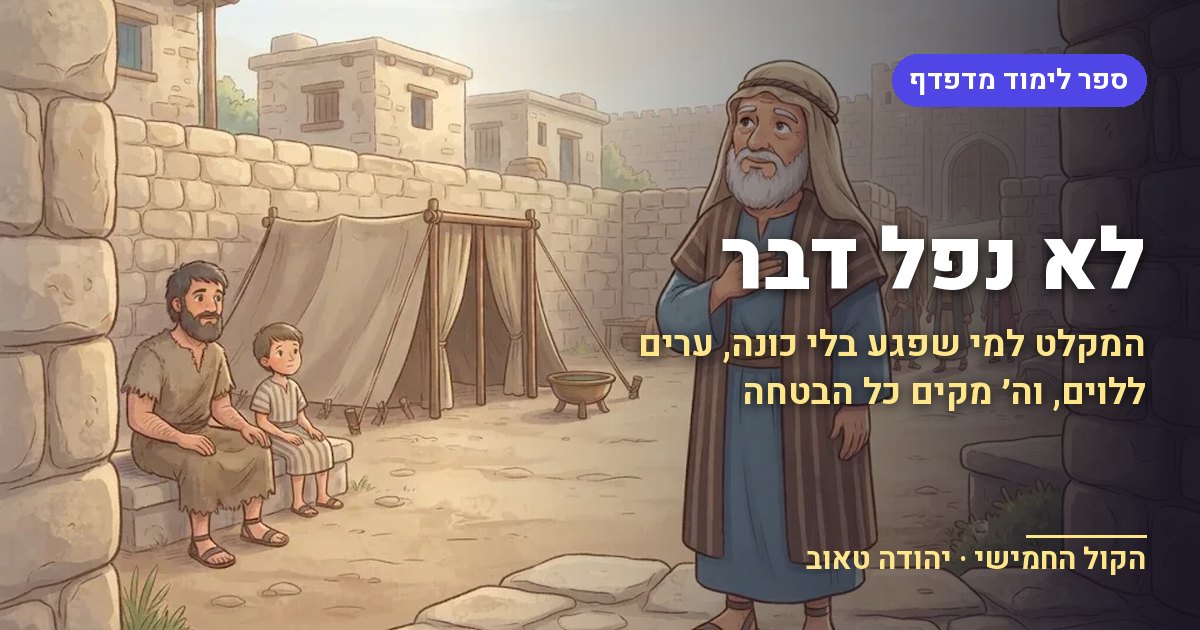 ספר לימוד מדפדף
לא נפל דבר
המקלט למי שפגע בלי כונה, ערים
ללוים, וה׳ מקים כל הבטחה
הקול החמישי · יהודה טאוב